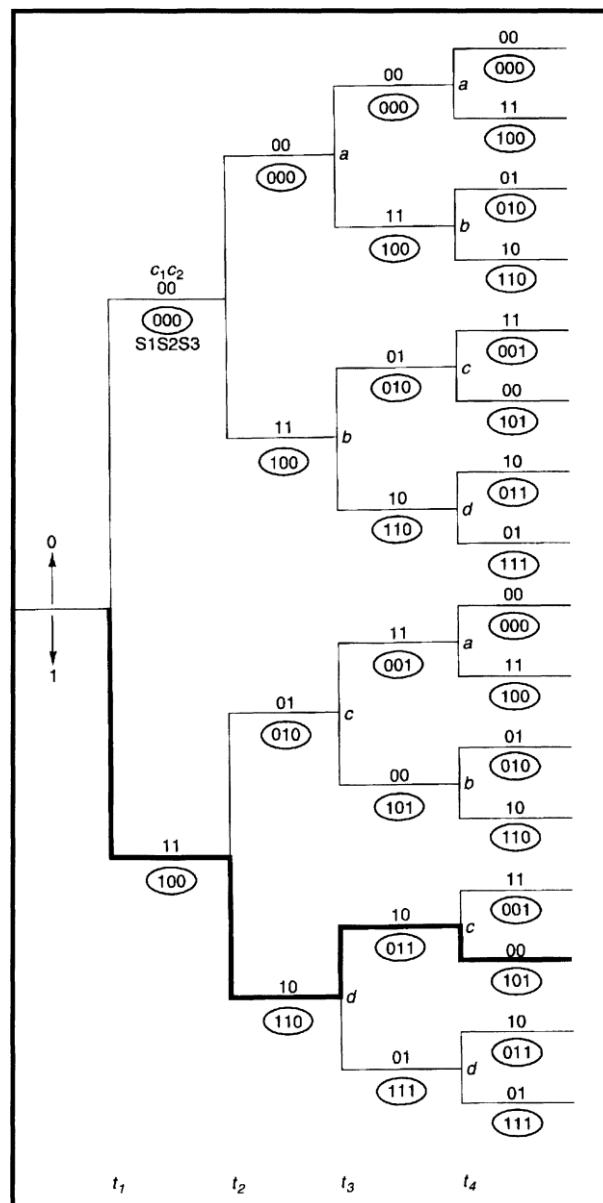 00
00 000
000 a 11
00 100
000 a 01
11 010
100 b 10
c1c2 110
00
000
S1S2S3 11
01 001
010 c 00
11 101
100 b 10
10 011
110 d 01
0 111
1 00
11 000
001 a 11
01 100
010 c 01
00 010
101 b 10
11 110
100
11
10 001
011 c 00
10 101
110 d 10
01 011
111 d 01
111
t1 t2 t3 t4